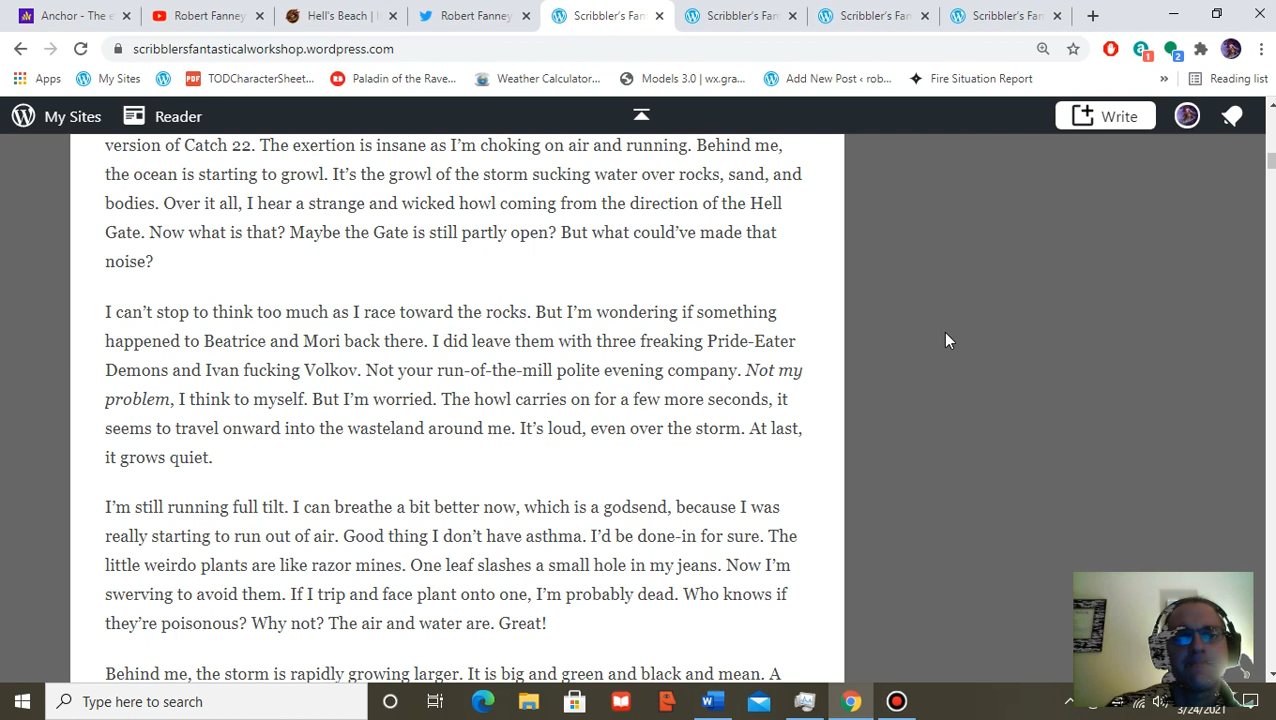 Anchor - The e
Robert Fanney
Hell's Beach | I
Robert Fanney
Scribbler's Fan
Scribbler's Fan
Scribbler's Fan
Scribbler's Fan
scribblersfantasticalworkshop.wordpress.com
1
2
Apps
My Sites
PDF
TODCharacterSheet...
Paladin of the Rave...
Weather Calculator...
Models 3.0 | wx.gra...
Add New Post ‹ rob...
Fire Situation Report
»
Reading list
My Sites
Reader
Write
version of Catch 22. The exertion is insane as I’m choking on air and running. Behind me,
the ocean is starting to growl. It’s the growl of the storm sucking water over rocks, sand, and
bodies. Over it all, I hear a strange and wicked howl coming from the direction of the Hell
Gate. Now what is that? Maybe the Gate is still partly open? But what could’ve made that
noise?
I can’t stop to think too much as I race toward the rocks. But I’m wondering if something
happened to Beatrice and Mori back there. I did leave them with three freaking Pride-Eater
Demons and Ivan fucking Volkov. Not your run-of-the-mill polite evening company. Not my
problem, I think to myself. But I’m worried. The howl carries on for a few more seconds, it
seems to travel onward into the wasteland around me. It’s loud, even over the storm. At last,
it grows quiet.
I’m still running full tilt. I can breathe a bit better now, which is a godsend, because I was
really starting to run out of air. Good thing I don’t have asthma. I’d be done-in for sure. The
little weirdo plants are like razor mines. One leaf slashes a small hole in my jeans. Now I’m
swerving to avoid them. If I trip and face plant onto one, I’m probably dead. Who knows if
they’re poisonous? Why not? The air and water are. Great!
Behind me, the storm is rapidly growing larger. It is big and green and black and mean. A
Type here to search
3/24/2021